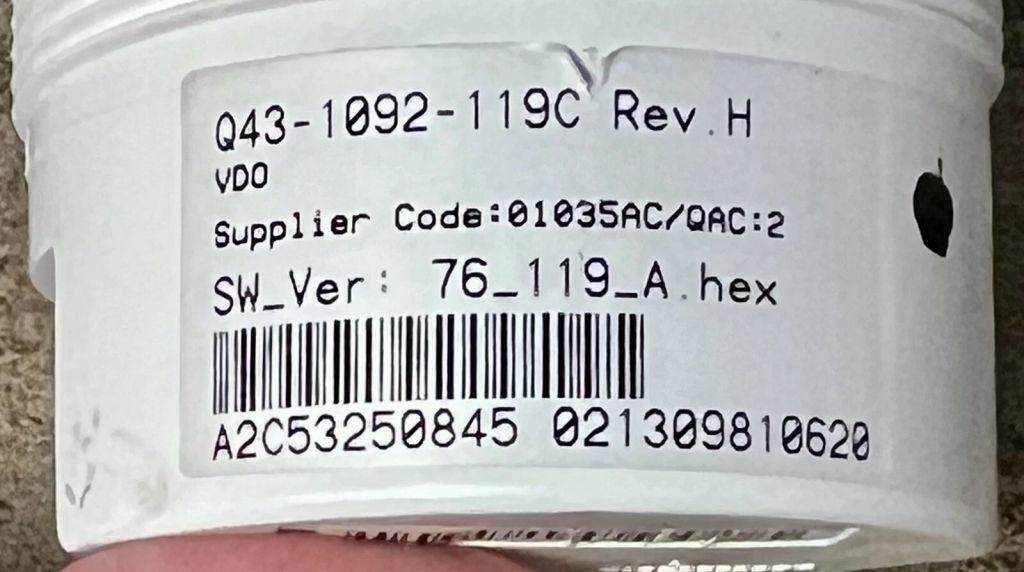 Q43-1092-119C Rev.H
VDO
Supplier Code:01035AC/QAC:2
SW_Ver: 76_119_A.hex
A2C53250845 021309810620